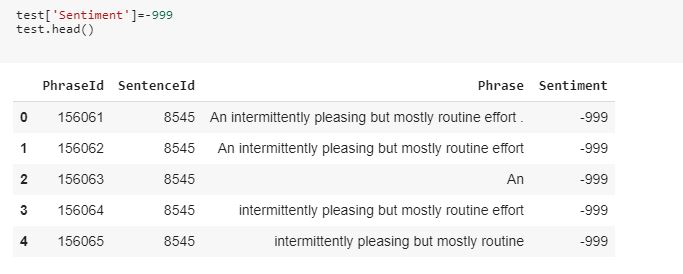 test['Sentiment']=-999
test.head()
PhraseId SentenceId Phrase Sentiment
0 156061 8545 An intermittently pleasing but mostly routine effort . -999
1 156062 8545 An intermittently pleasing but mostly routine effort -999
2 156063 8545 An -999
3 156064 8545 intermittently pleasing but mostly routine effort -999
4 156065 8545 intermittently pleasing but mostly routine -999